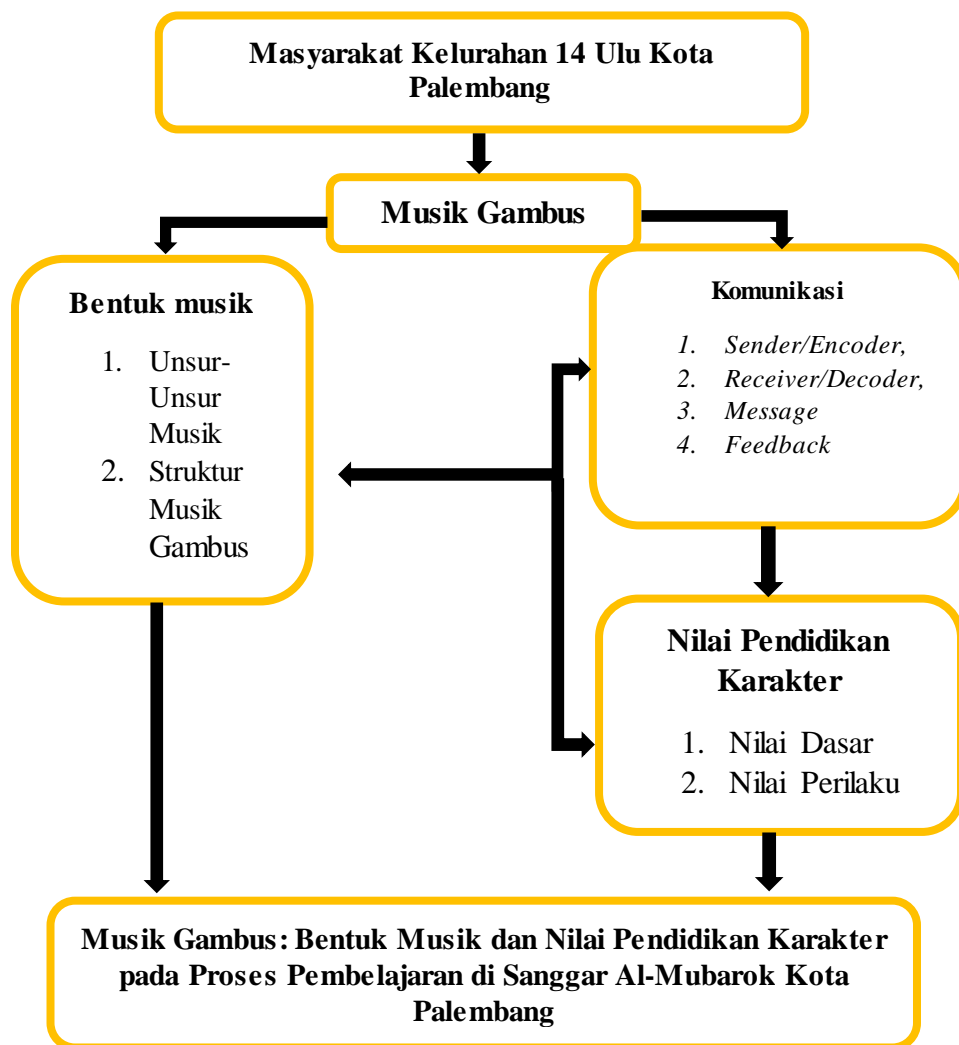 Masyarakat Kelurahan 14 Ulu Kota
Palembang
Musik Gambus
Bentuk musik
1. Unsur-
Unsur
Musik
2. Struktur
Musik
Gambus
Komunikasi
1. Sender/Encoder,
2. Receiver/Decoder,
3. Message
4. Feedback
Nilai Pendidikan
Karakter
1. Nilai Dasar
2. Nilai Perilaku
Musik Gambus: Bentuk Musik dan Nilai Pendidikan Karakter
pada Proses Pembelajaran di Sanggar Al-Mubarok Kota
Palembang